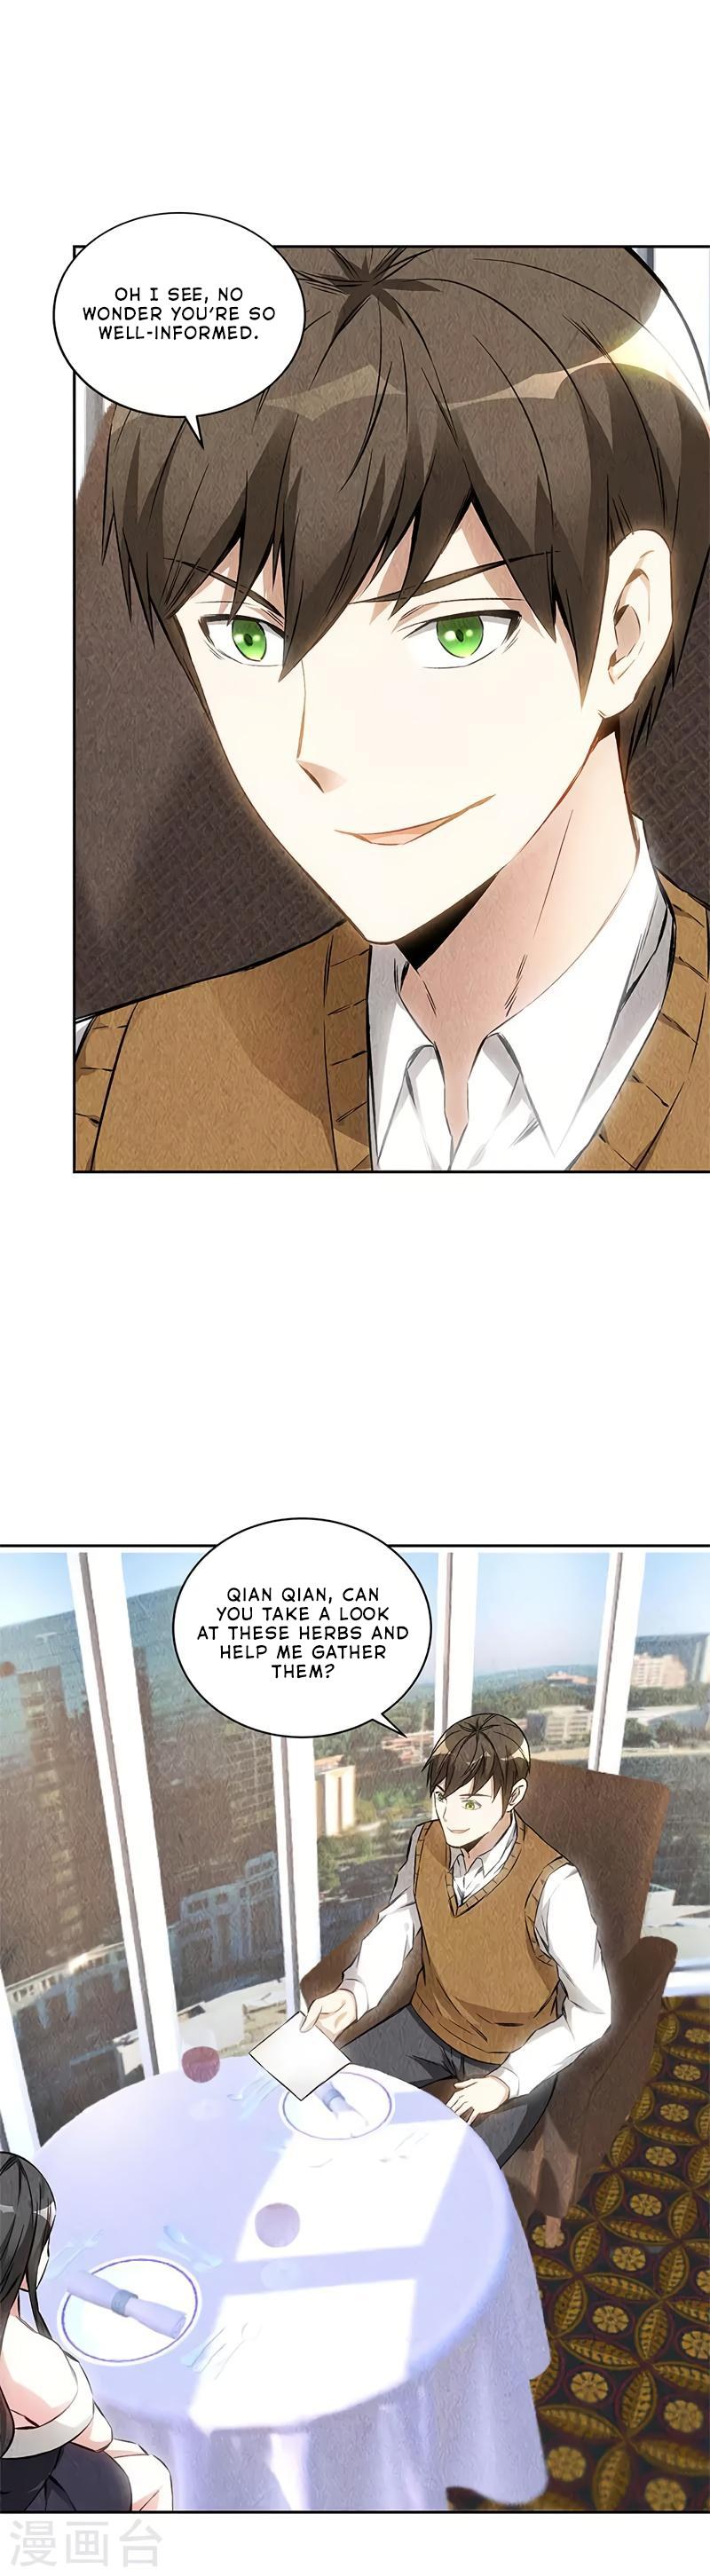 OH I SEE, NO
WONDER YOU'RE SO
WELL-INFORMED.
QIAN QIAN, CAN
YOU TAKE A LOOK
AT THESE HERBS AND
HELP ME GATHER
THEM?
漫画台